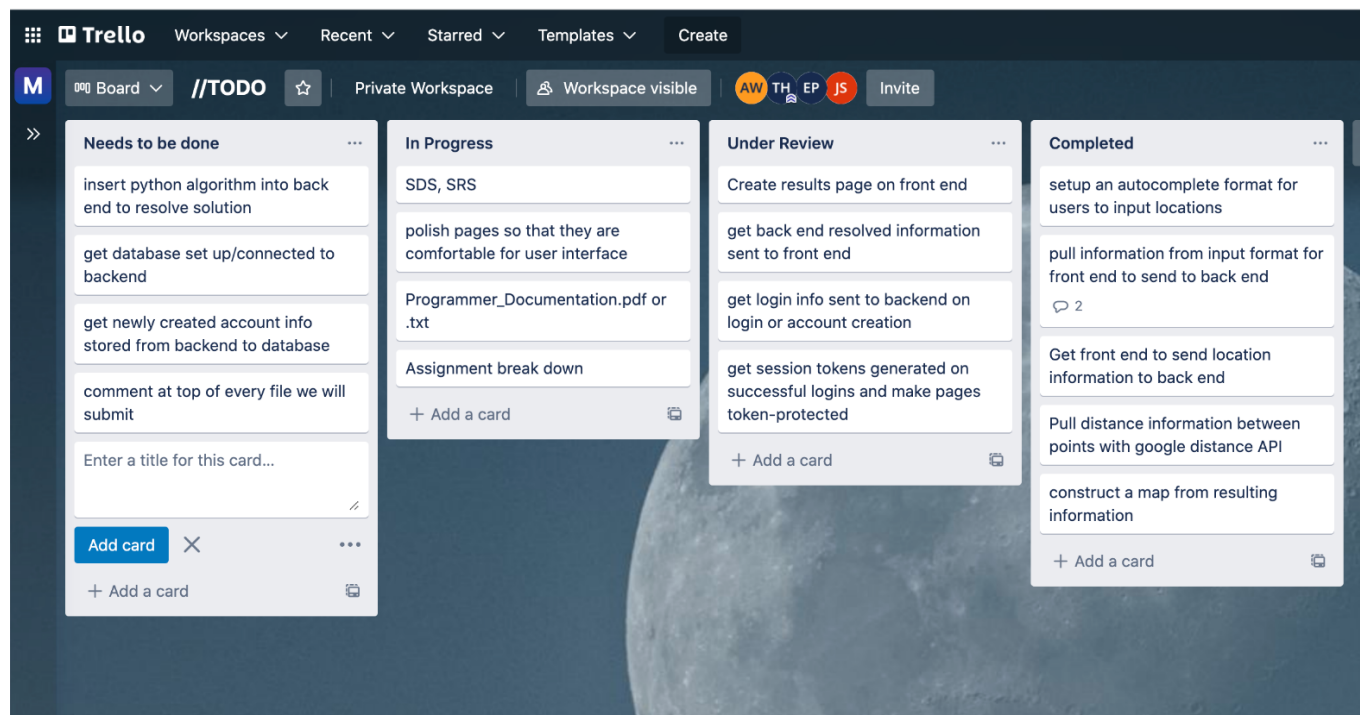 Trello
Workspaces
Recent
Starred
Templates
Create
M
Board
//TODO
Private Workspace
Workspace visible
AW
TH
EP
JS
Invite
Needs to be done
insert python algorithm into back
end to resolve solution
get database set up/connected to
backend
get newly created account info
stored from backend to database
comment at top of every file we will
submit
Enter a title for this card...
Add card
+ Add a card
In Progress
SDS, SRS
polish pages so that they are
comfortable for user interface
Programmer_Documentation.pdf or
.txt
Assignment break down
+ Add a card
Under Review
Create results page on front end
get back end resolved information
sent to front end
get login info sent to backend on
login or account creation
get session tokens generated on
successful logins and make pages
token-protected
+ Add a card
Completed
setup an autocomplete format for
users to input locations
pull information from input format for
front end to send to back end
2
Get front end to send location
information to back end
Pull distance information between
points with google distance API
construct a map from resulting
information
+ Add a card